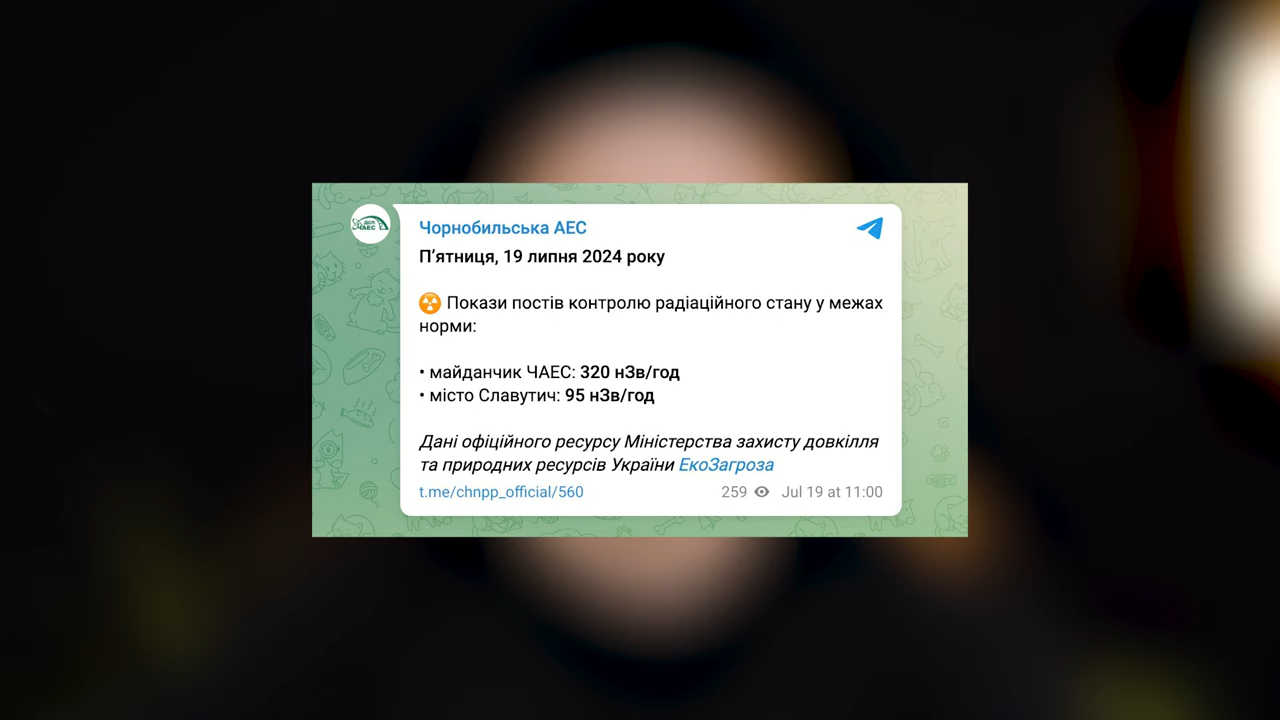 ДСП
ЧАЕС
Чорнобильська АЕС
П’ятниця, 19 липня 2024 року
☢ Покази постів контролю радіаційного стану у межах
норми:
• майданчик ЧАЕС: 320 нЗв/год
• місто Славутич: 95 нЗв/год
Дані офіційного ресурсу Міністерства захисту довкілля
та природних ресурсів України ЕкоЗагроза
t.me/chnpp_official/560 259 Jul 19 at 11:00